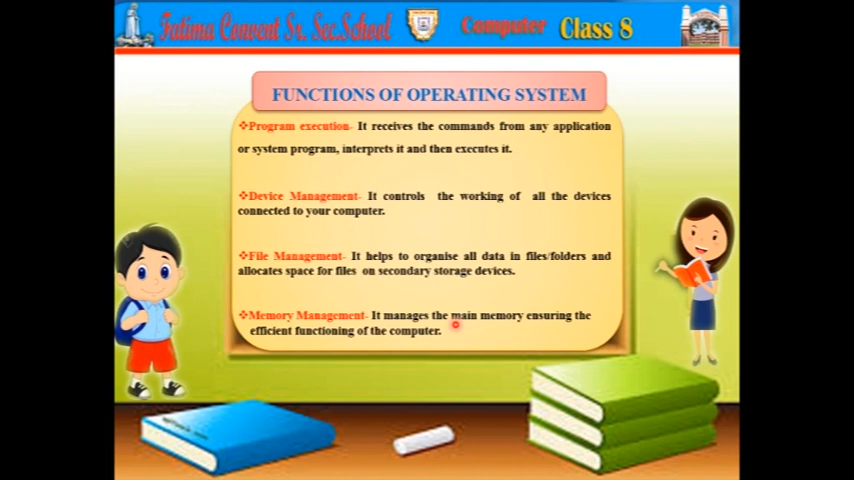 Fatima Convent Sr. Sec.School Computer Class 8
FUNCTIONS OF OPERATING SYSTEM
❖Program execution- It receives the commands from any application
or system program, interprets it and then executes it.
❖Device Management- It controls the working of all the devices
connected to your computer.
❖File Management- It helps to organise all data in files/folders and
allocates space for files on secondary storage devices.
❖Memory Management- It manages the main memory ensuring the
efficient functioning of the computer.